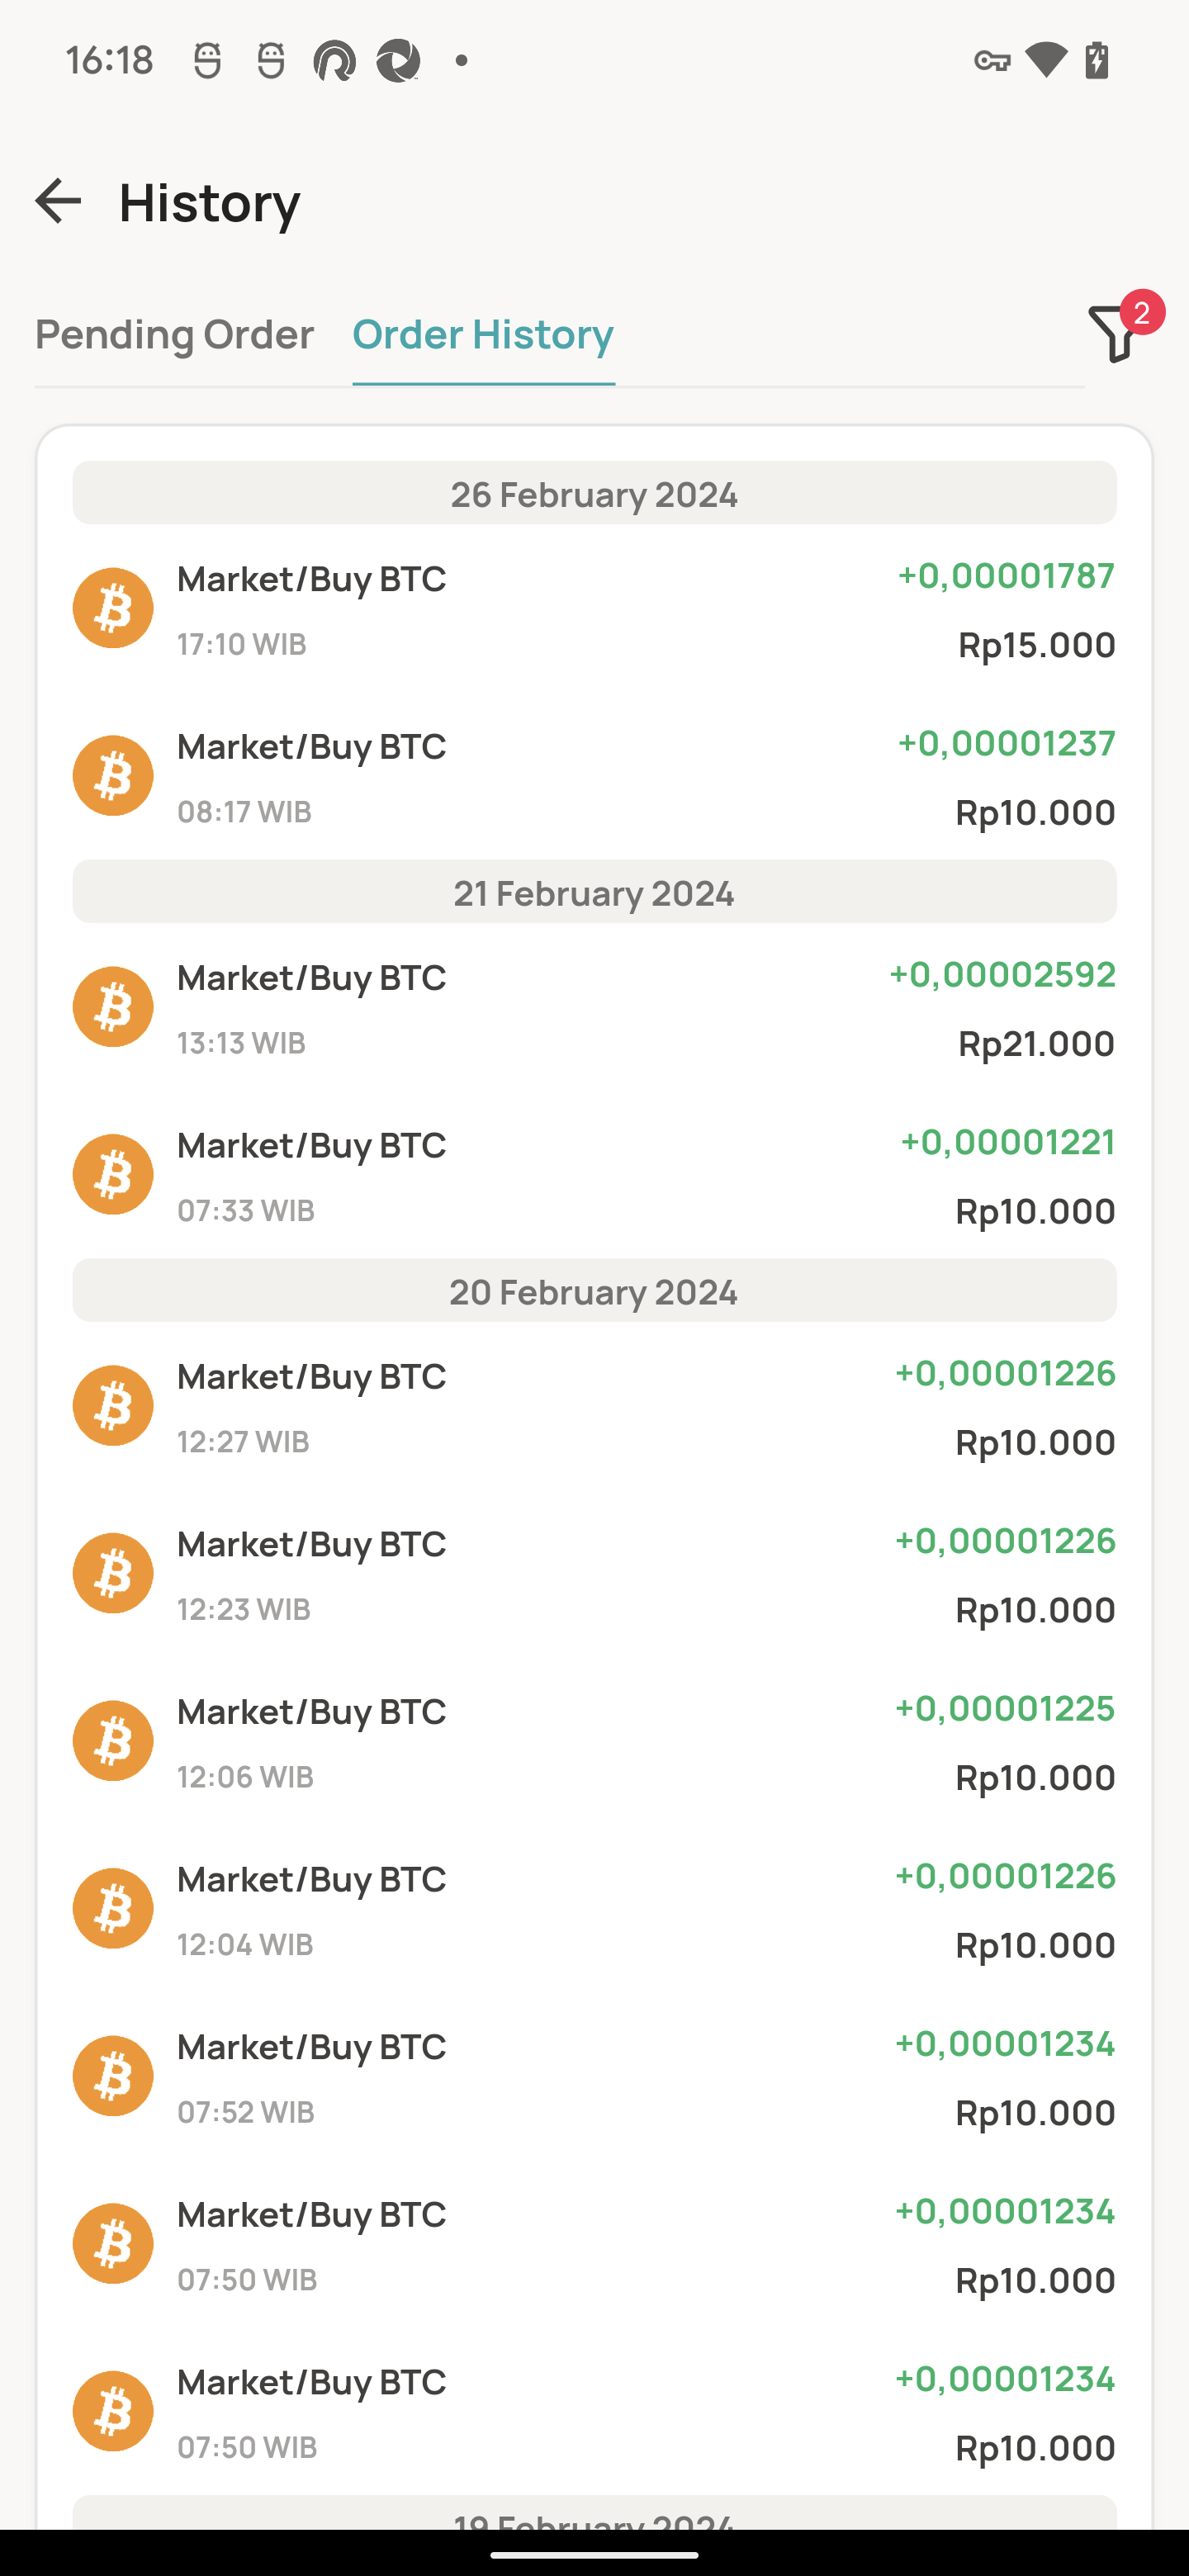 16:18
History
Pending Order Order History 2
26 February 2024
Market/Buy BTC +0,00001787
17:10 WIB Rp15.000
Market/Buy BTC +0,00001237
08:17 WIB Rp10.000
21 February 2024
Market/Buy BTC +0,00002592
13:13 WIB Rp21.000
Market/Buy BTC +0,00001221
07:33 WIB Rp10.000
20 February 2024
Market/Buy BTC +0,00001226
12:27 WIB Rp10.000
Market/Buy BTC +0,00001226
12:23 WIB Rp10.000
Market/Buy BTC +0,00001225
12:06 WIB Rp10.000
Market/Buy BTC +0,00001226
12:04 WIB Rp10.000
Market/Buy BTC +0,00001234
07:52 WIB Rp10.000
Market/Buy BTC +0,00001234
07:50 WIB Rp10.000
Market/Buy BTC +0,00001234
07:50 WIB Rp10.000
19 February 2024